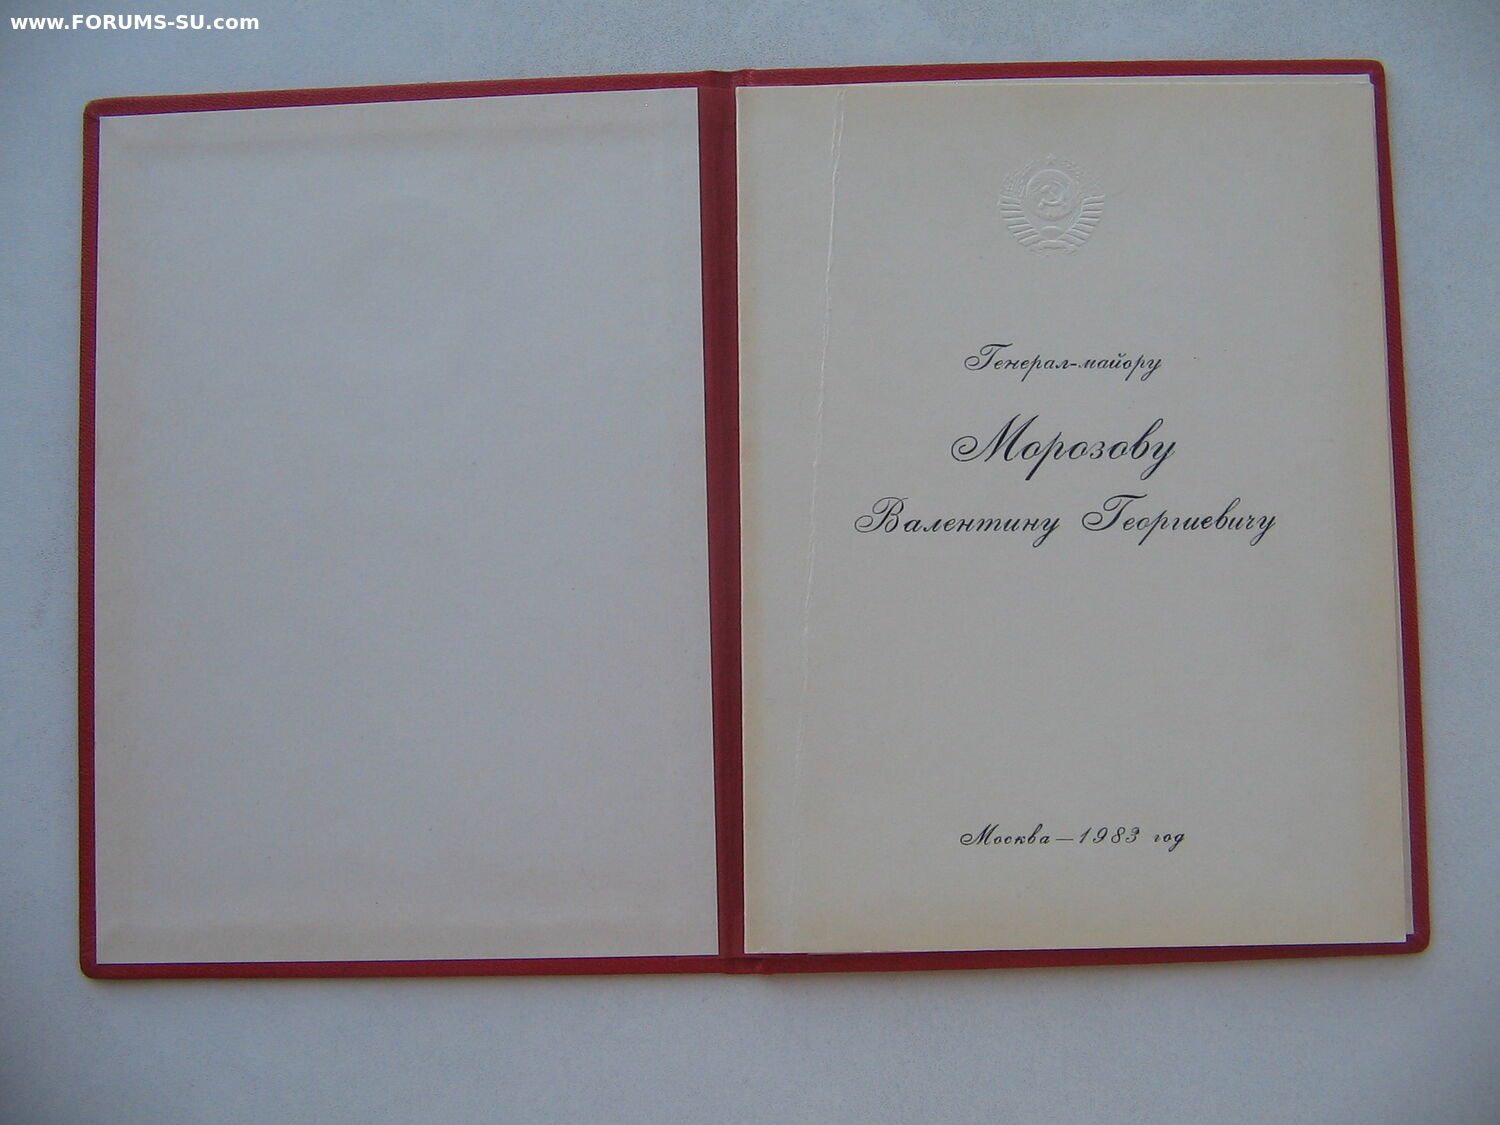 www.FORUMS-SU.com
Генерал-майору
Морозову
Валентину Георгиевичу
Москва — 1983 год